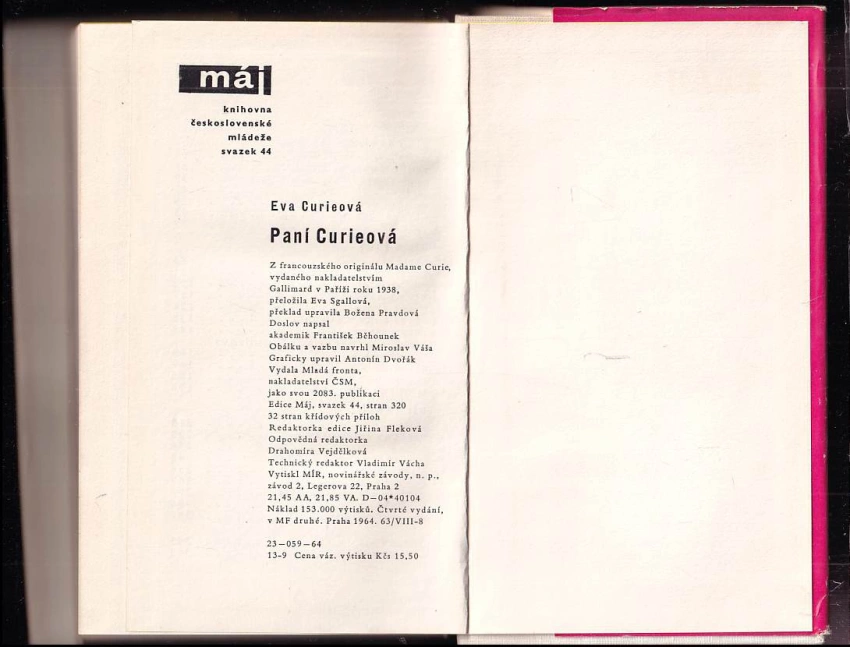 máj
knihovna
československé
mládeže
svazek 44
Eva Curieová
Paní Curieová
Z francouzského originálu Madame Curie,
vydaného nakladatelstvím
Gallimard v Paříži roku 1938,
přeložila Eva Sgallová,
překlad upravila Božena Pravdová
Doslov napsal
akademik František Běhounek
Obálku a vazbu navrhl Miroslav Váša
Graficky upravil Antonín Dvořák
Vydala Mladá fronta,
nakladatelství ČSM,
jako svou 2083. publikaci
Edice Máj, svazek 44, stran 320
32 stran křídových příloh
Redaktorka edice Jiřina Fleková
Odpovědná redaktorka
Drahomíra Vejdělková
Technický redaktor Vladimír Vácha
Vytiskl MÍR, novinářské závody, n. p.,
závod 2, Legerova 22, Praha 2
21,45 AA, 21,85 VA. D—04*40104
Náklad 153.000 výtisků. Čtvrté vydání,
v MF druhé. Praha 1964. 63/VIII-8
23—059—64
13-9 Cena váz. výtisku Kčs 15,50